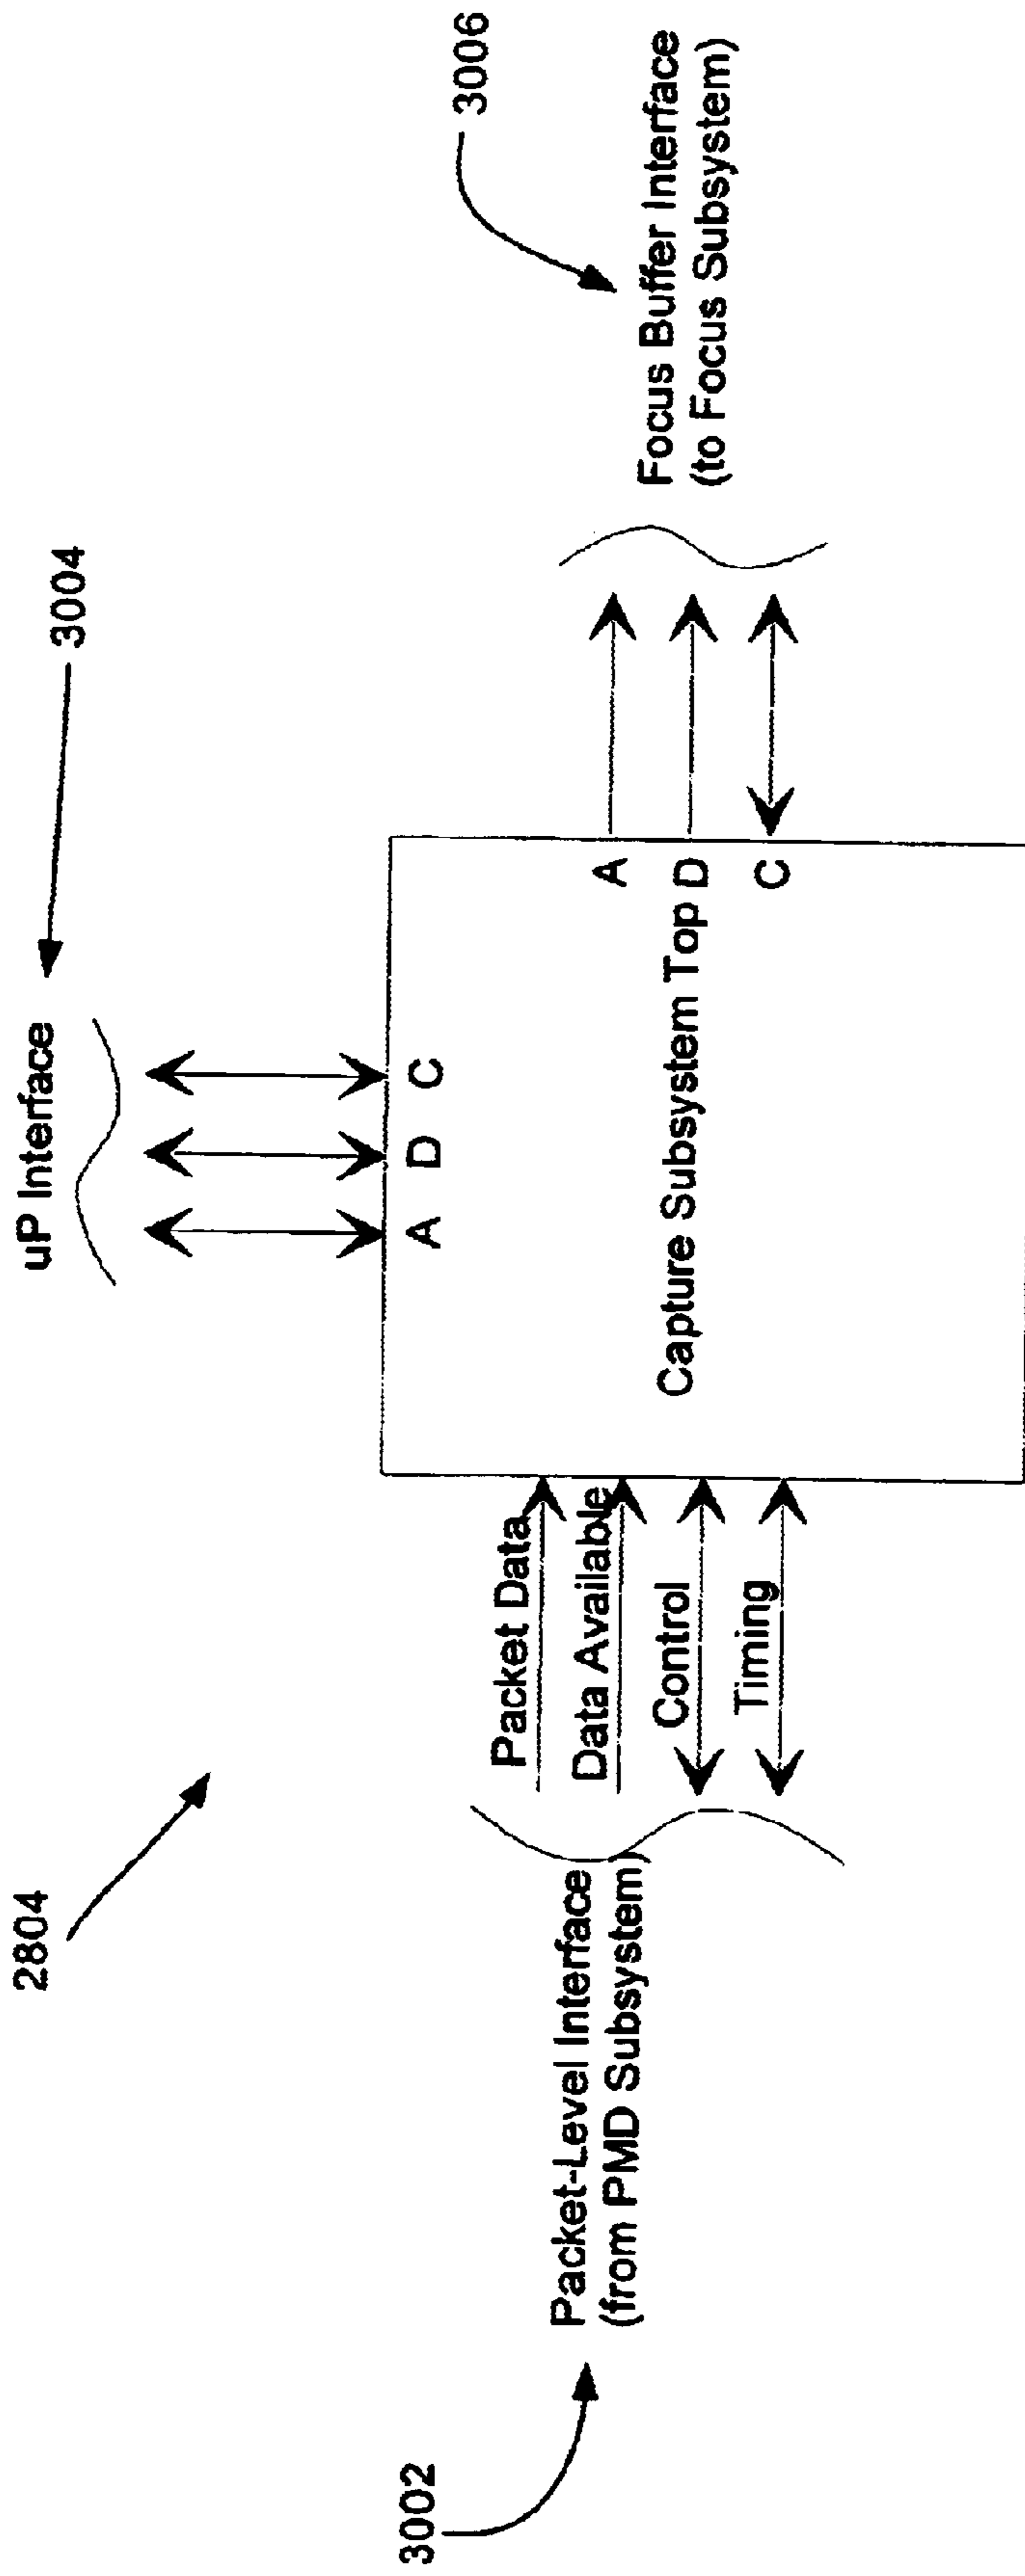 2804
3004
uP Interface
3006
A D C
3002
Packet-Level Interface
(from PMD Subsystem)
Packet Data
Data Available
Control
Timing
Capture Subsystem Top
A
D
C
Focus Buffer Interface
(to Focus Subsystem)